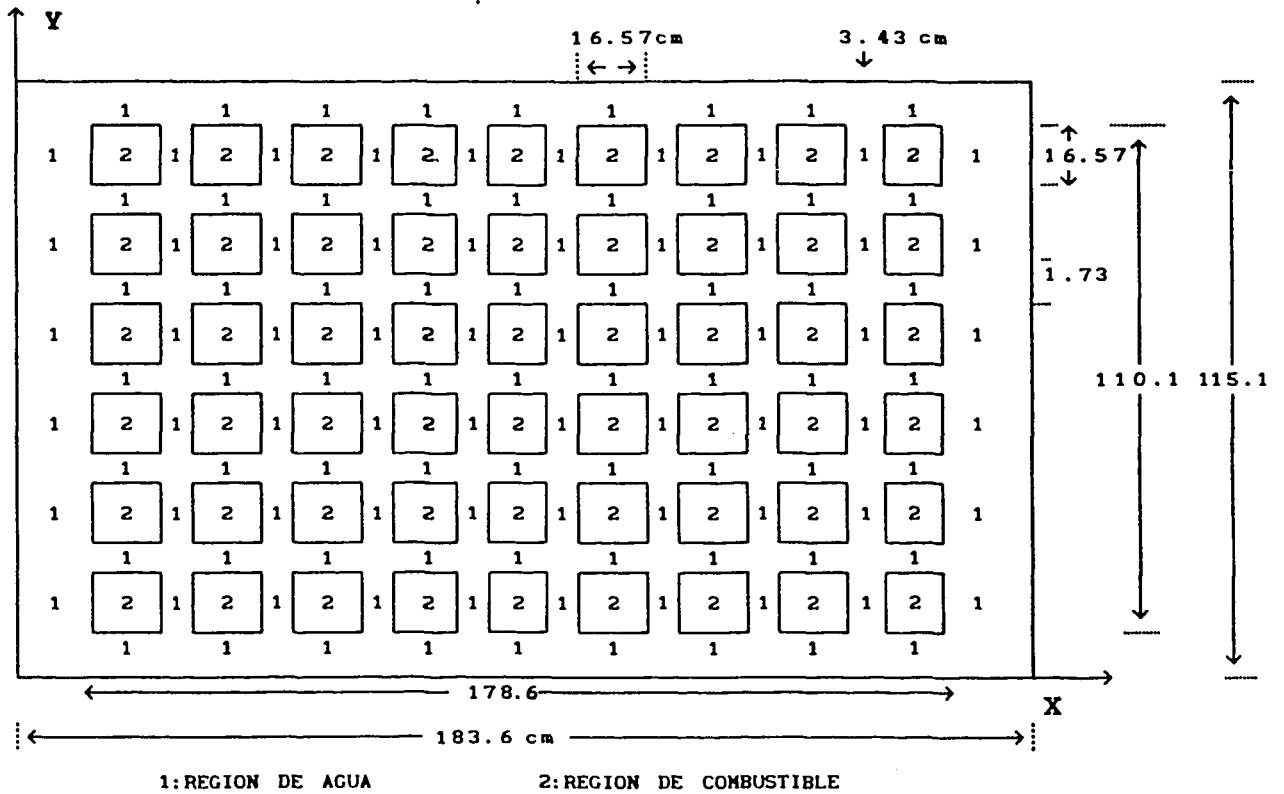 Y
16.57cm 3.43 cm
1 1 1 1 1 1 1 1 1
1 2 1 2 1 2 1 2 1 2 1 2 1 2 1 2 1 2 1 16.57
1 1 1 1 1 1 1 1 1
1 2 1 2 1 2 1 2 1 2 1 2 1 2 1 2 1 2 1
1.73
1 1 1 1 1 1 1 1 1
1 2 1 2 1 2 1 2 1 2 1 2 1 2 1 2 1 2 1
1 1 1 1 1 1 1 1 1 110.1 115.1
1 2 1 2 1 2 1 2 1 2 1 2 1 2 1 2 1 2 1
1 1 1 1 1 1 1 1 1
1 2 1 2 1 2 1 2 1 2 1 2 1 2 1 2 1 2 1
1 1 1 1 1 1 1 1 1
1 2 1 2 1 2 1 2 1 2 1 2 1 2 1 2 1 2 1
1 1 1 1 1 1 1 1 1
178.6
X
183.6 cm
1:REGION DE AGUA 2:REGION DE COMBUSTIBLE